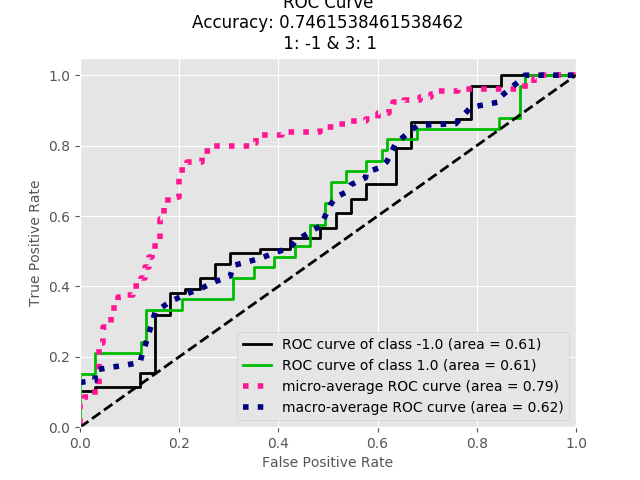 ROC Curve
Accuracy: 0.7461538461538462
1: -1 & 3: 1
True Positive Rate
1.0
0.8
0.6
0.4
0.2
0.0
ROC curve of class -1.0 (area = 0.61)
ROC curve of class 1.0 (area = 0.61)
micro-average ROC curve (area = 0.79)
macro-average ROC curve (area = 0.62)
0.0 0.2 0.4 0.6 0.8 1.0
False Positive Rate